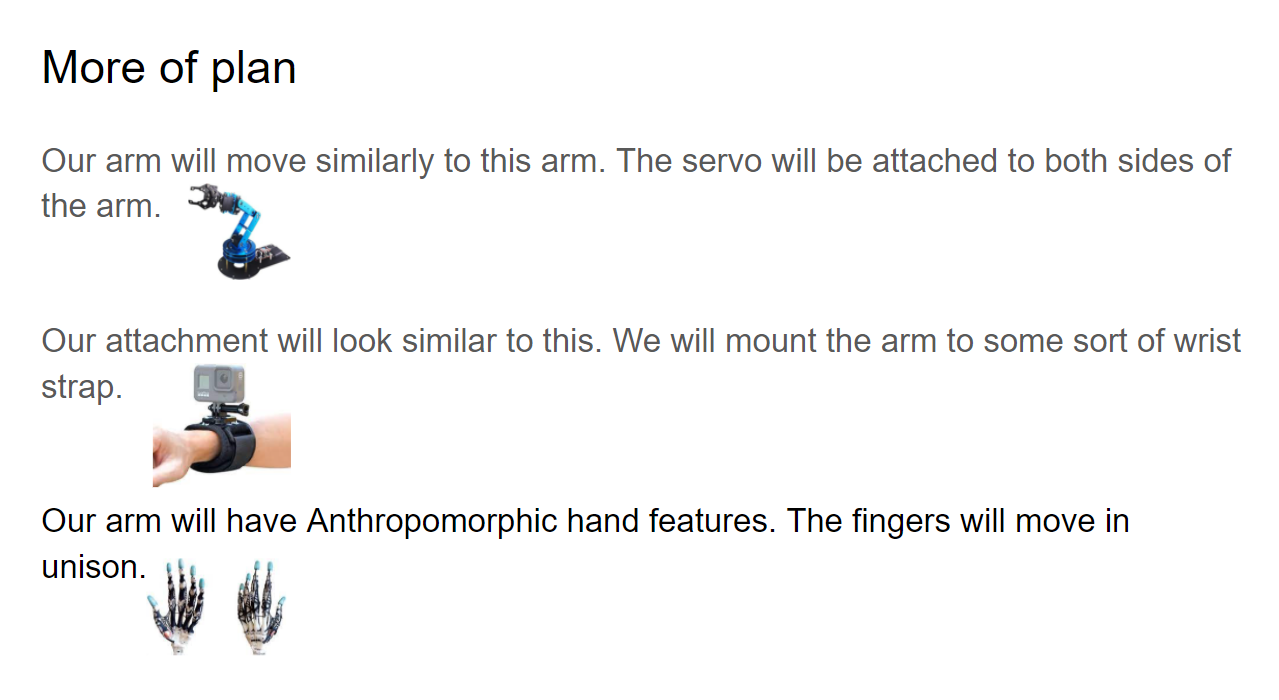 More of plan
Our arm will move similarly to this arm. The servo will be attached to both sides of
the arm.
Our attachment will look similar to this. We will mount the arm to some sort of wrist
strap.
Our arm will have Anthropomorphic hand features. The fingers will move in
unison.